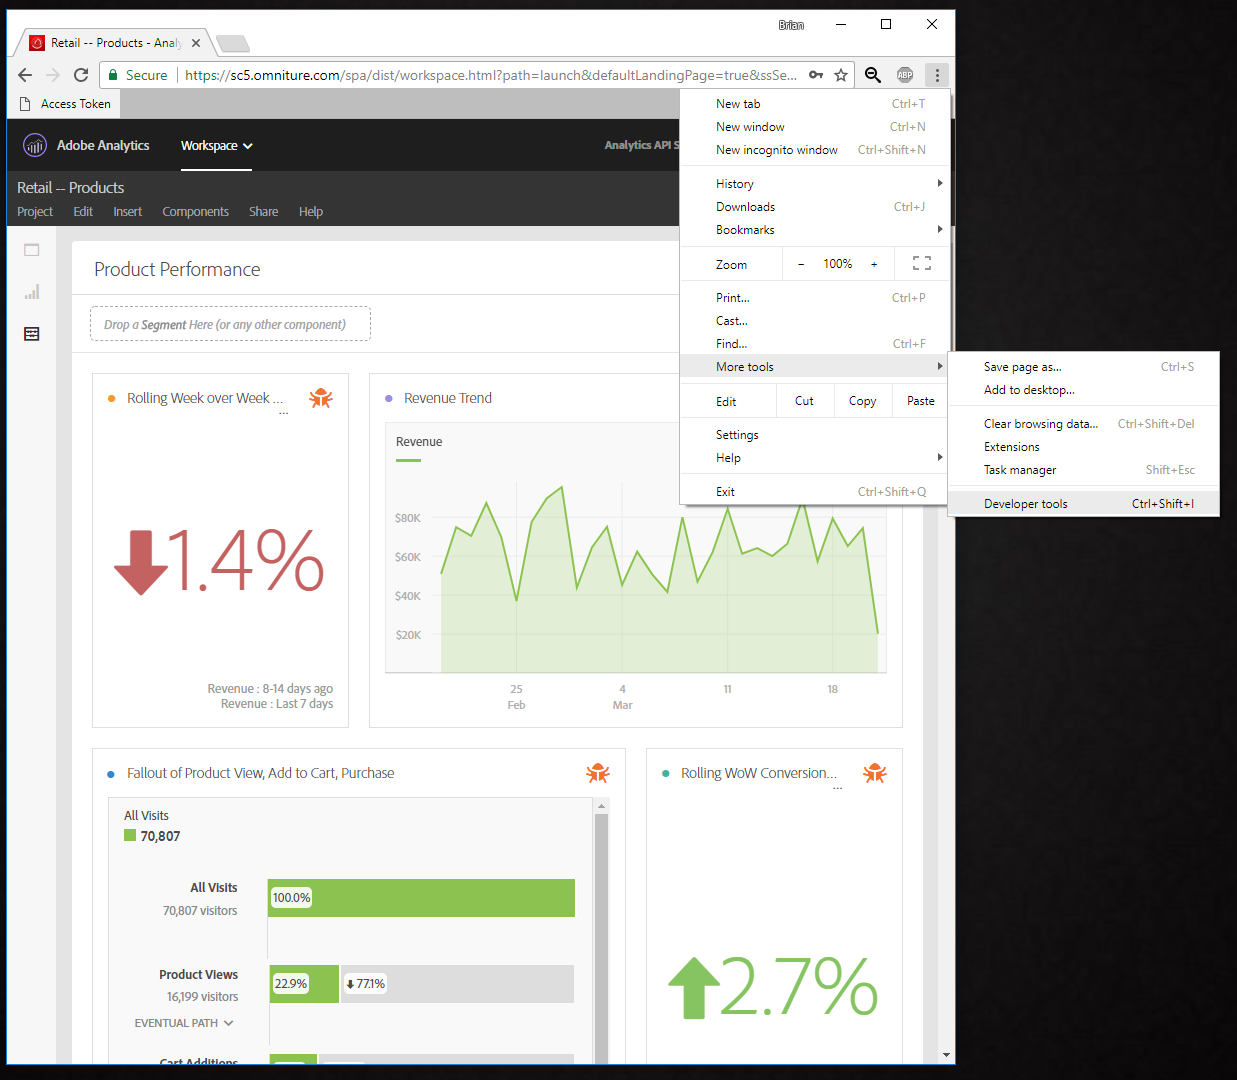 Brian
Retail -- Products - Analy
Secure
https://sc5.omniture.com/spa/dist/workspace.html?path=launch&defaultLandingPage=true&ssSe...
ABP
Access Token
Adobe Analytics
Workspace
Analytics API S
Retail -- Products
Project Edit Insert Components Share Help
New tab Ctrl+T
New window Ctrl+N
New incognito window Ctrl+Shift+N
History
Downloads Ctrl+J
Bookmarks
Zoom - 100% +
Print... Ctrl+P
Cast...
Find... Ctrl+F
More tools
Edit Cut Copy Paste
Settings
Help
Exit Ctrl+Shift+Q
Save page as... Ctrl+S
Add to desktop...
Clear browsing data... Ctrl+Shift+Del
Extensions
Task manager Shift+Esc
Developer tools Ctrl+Shift+I
Product Performance
Drop a Segment Here (or any other component)
Rolling Week over Week ...
...
1.4%
Revenue : 8-14 days ago
Revenue : Last 7 days
Revenue Trend
Revenue
$80K
$60K
$40K
$20K
25 4 11 18
Feb Mar
Fallout of Product View, Add to Cart, Purchase
All Visits
70,807
All Visits
100.0%
70,807 visitors
Product Views
22.9% 77.1%
16,199 visitors
EVENTUAL PATH
Cart Additions
Rolling WoW Conversion...
...
2.7%